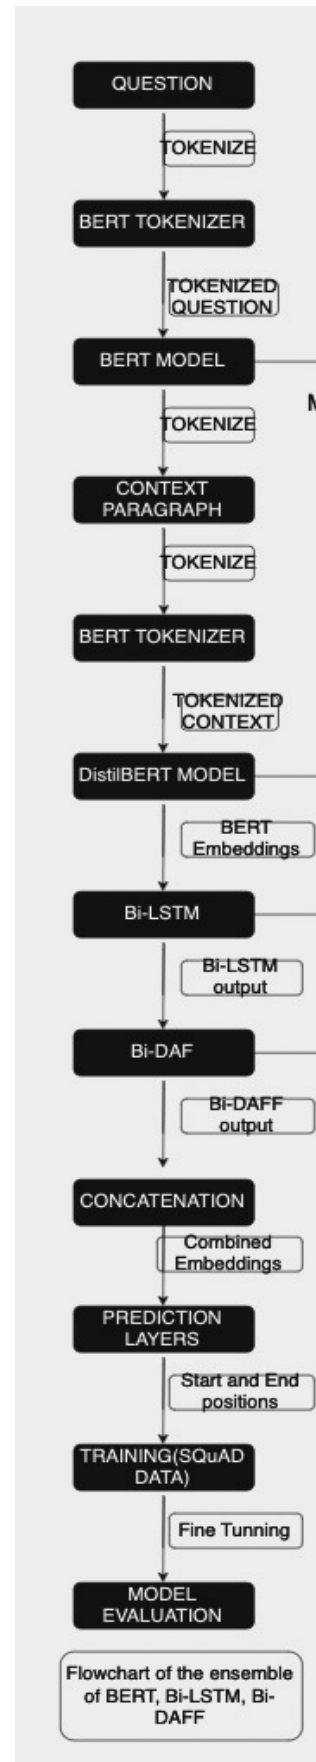 QUESTION
TOKENIZE
BERT TOKENIZER
TOKENIZED
QUESTION
BERT MODEL
M
TOKENIZE
CONTEXT
PARAGRAPH
TOKENIZE
BERT TOKENIZER
TOKENIZED
CONTEXT
DistilBERT MODEL
BERT
Embeddings
Bi-LSTM
Bi-LSTM
output
Bi-DAF
Bi-DAFF
output
CONCATENATION
Combined
Embeddings
PREDICTION
LAYERS
Start and End
positions
TRAINING(SQuAD
DATA)
Fine Tunning
MODEL
EVALUATION
Flowchart of the ensemble
of BERT, Bi-LSTM, Bi-
DAFF